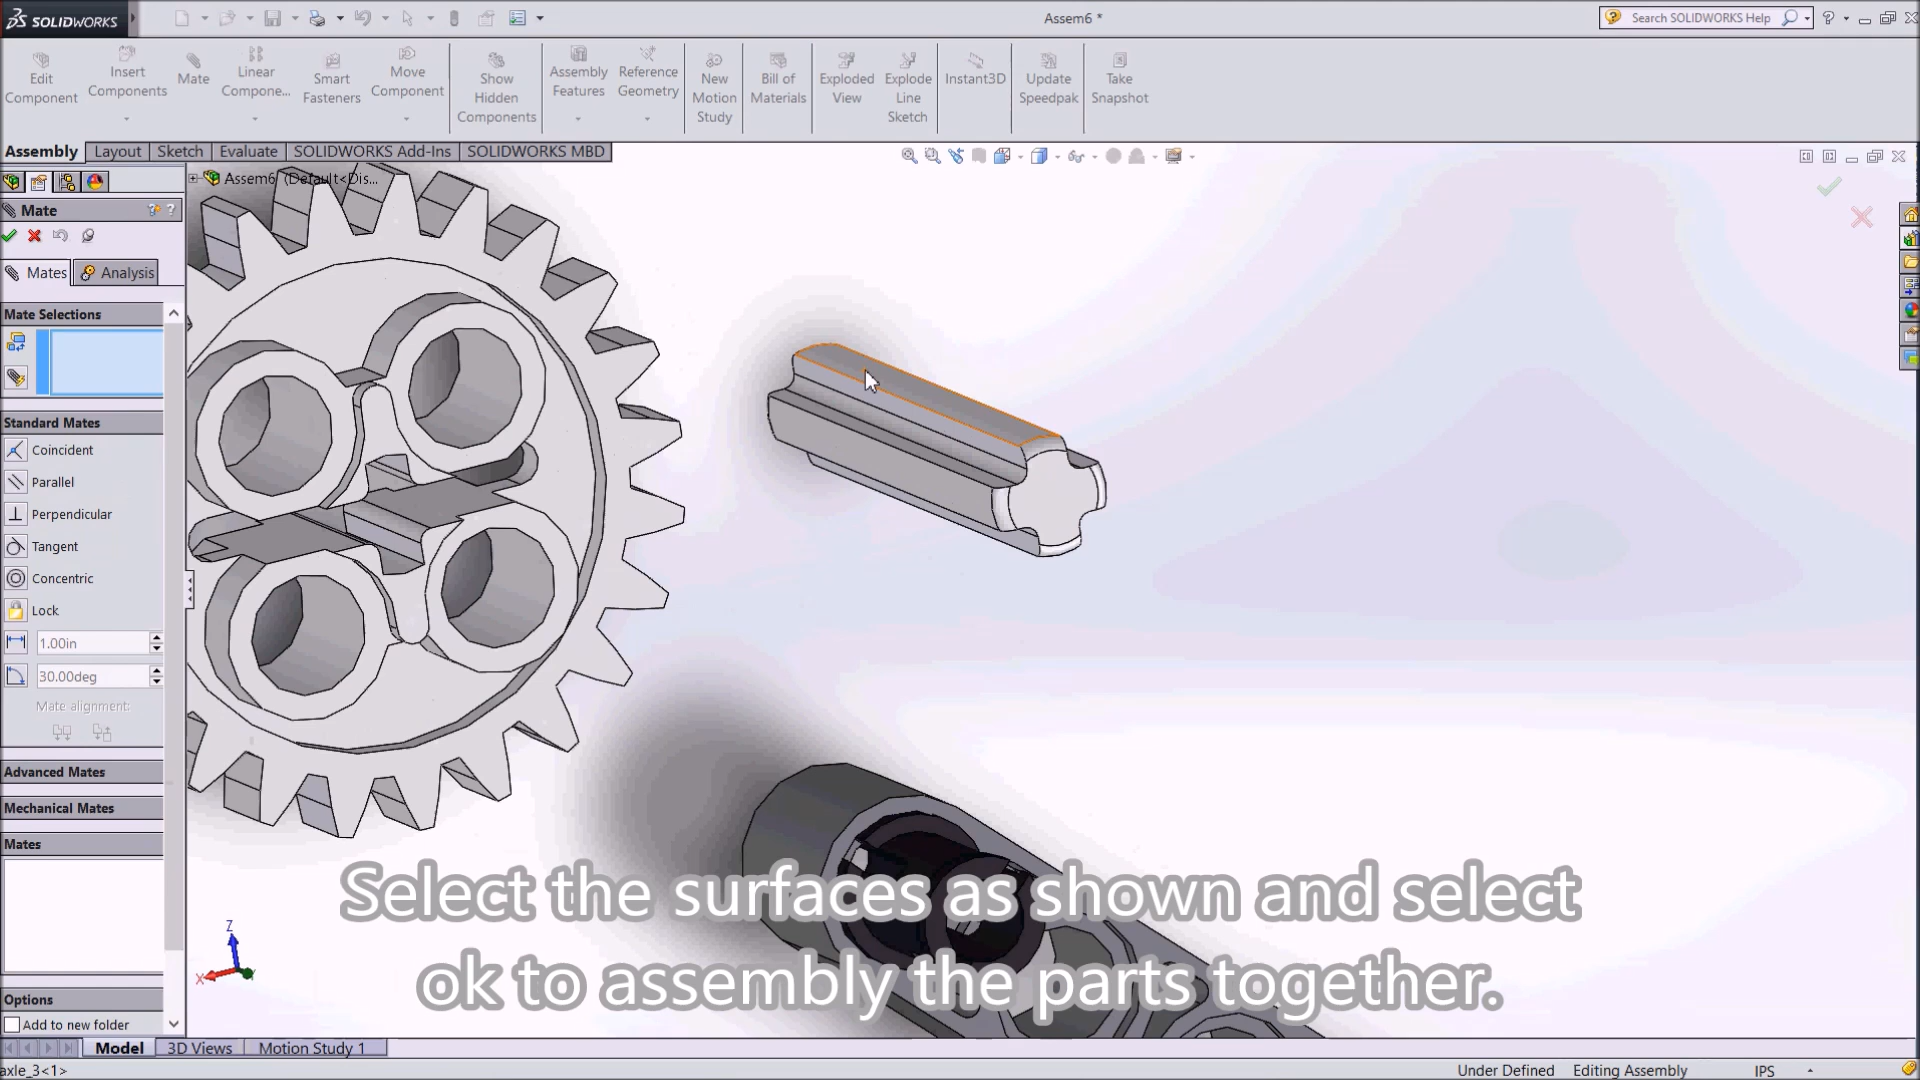 SOLIDWORKS
Assem6 *
Search SOLIDWORKS Help
Edit Component
Insert Components
Mate
Linear Compone...
Smart Fasteners
Move Component
Show Hidden Components
Assembly Features
Reference Geometry
New Motion Study
Bill of Materials
Exploded View
Explode Line Sketch
Instant3D
Update Speedpak
Take Snapshot
Assembly
Layout
Sketch
Evaluate
SOLIDWORKS Add-Ins
SOLIDWORKS MBD
Assem6 (Default<Dis...
Mate
Mates
Analysis
Mate Selections
Standard Mates
Coincident
Parallel
Perpendicular
Tangent
Concentric
Lock
1.00in
30.00deg
Mate alignment:
Advanced Mates
Mechanical Mates
Mates
Options
Add to new folder
Z
X
Select the surfaces as shown and select
ok to assembly the parts together.
Model
3D Views
Motion Study 1
axle_3<1>
Under Defined
Editing Assembly
IPS